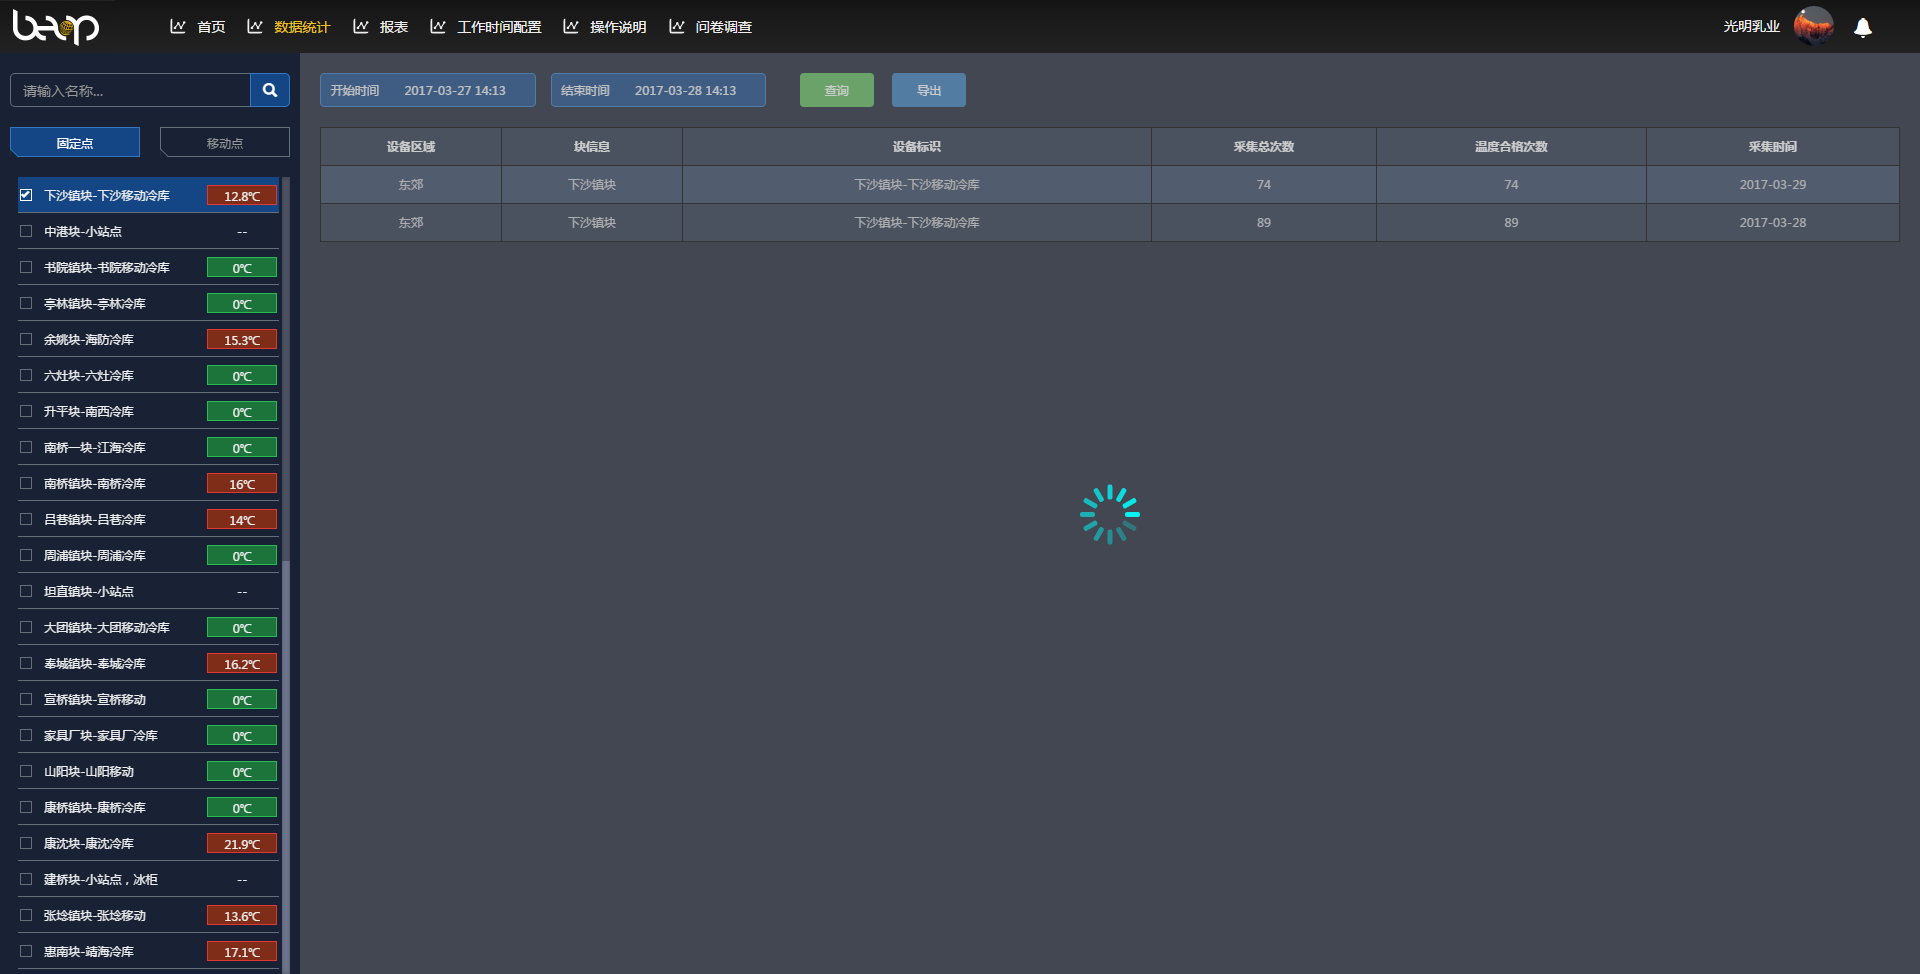 beop
首页
数据统计
报表
工作时间配置
操作说明
问卷调查
光明乳业
请输入名称...
固定点
移动点
下沙镇块-下沙移动冷库 12.8℃
中港块-小站点 --
书院镇块-书院移动冷库 0℃
亭林镇块-亭林冷库 0℃
余姚块-海防冷库 15.3℃
六灶块-六灶冷库 0℃
升平块-南西冷库 0℃
南桥一块-江海冷库 0℃
南桥镇块-南桥冷库 16℃
吕巷镇块-吕巷冷库 14℃
周浦镇块-周浦冷库 0℃
坦直镇块-小站点 --
大团镇块-大团移动冷库 0℃
奉城镇块-奉城冷库 16.2℃
宣桥镇块-宣桥移动 0℃
家具厂块-家具厂冷库 0℃
山阳块-山阳移动 0℃
康桥镇块-康桥冷库 0℃
康沈块-康沈冷库 21.9℃
建桥块-小站点，冰柜 --
张埝镇块-张埝移动 13.6℃
惠南块-靖海冷库 17.1℃
开始时间 2017-03-27 14:13
结束时间 2017-03-28 14:13
查询
导出
设备区域 块信息 设备标识 采集总次数 温度合格次数 采集时间
东郊 下沙镇块 下沙镇块-下沙移动冷库 74 74 2017-03-29
东郊 下沙镇块 下沙镇块-下沙移动冷库 89 89 2017-03-28